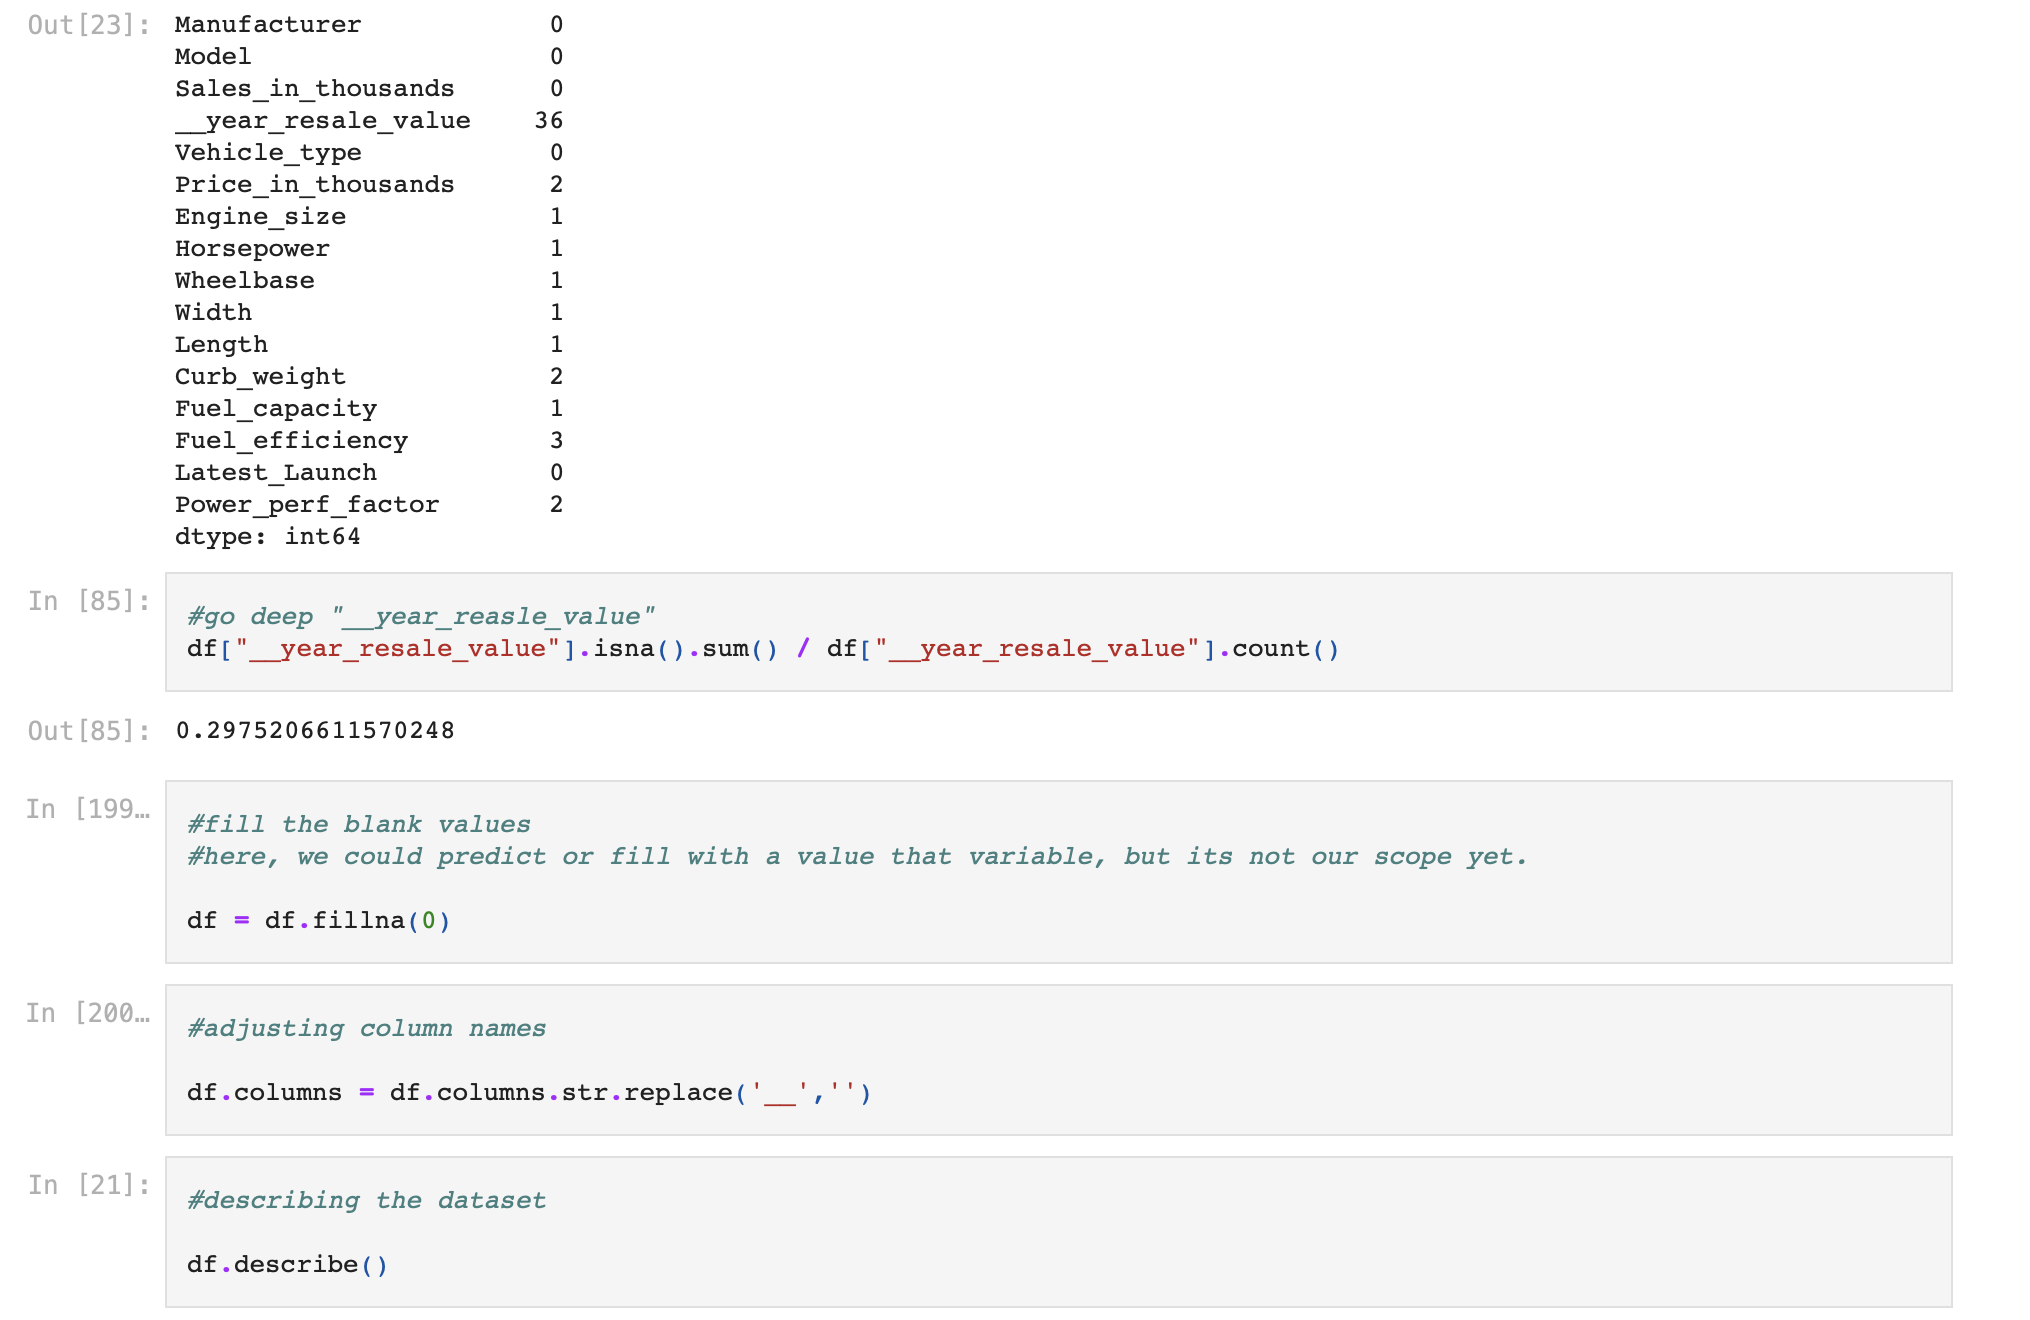 Out[23]: Manufacturer 0
Model 0
Sales_in_thousands 0
__year_resale_value 36
Vehicle_type 0
Price_in_thousands 2
Engine_size 1
Horsepower 1
Wheelbase 1
Width 1
Length 1
Curb_weight 2
Fuel_capacity 1
Fuel_efficiency 3
Latest_Launch 0
Power_perf_factor 2
dtype: int64
In [85]:
#go deep "__year_reasle_value"
df["__year_resale_value"].isna().sum() / df["__year_resale_value"].count()
Out[85]: 0.2975206611570248
In [199…
#fill the blank values
#here, we could predict or fill with a value that variable, but its not our scope yet.
df = df.fillna(0)
In [200…
#adjusting column names
df.columns = df.columns.str.replace('__','')
In [21]:
#describing the dataset
df.describe()